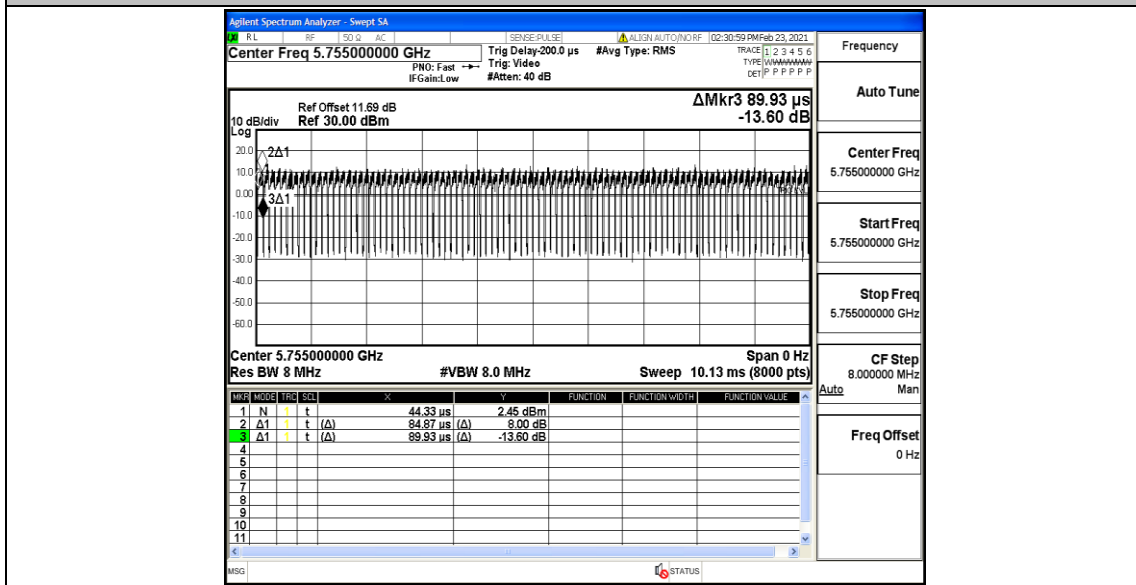 Agilent Spectrum Analyzer - Swept SA
RL RF 50 Ω AC SENSE:PULSE ALIGN AUTO/NO RF 02:30:59 PM Feb 23, 2021
Center Freq 5.755000000 GHz
PNO: Fast
IFGain:Low
Trig Delay-200.0 µs
Trig: Video
#Atten: 40 dB
#Avg Type: RMS
TRACE 1 2 3 4 5 6
TYPE
DET P P P P P P
Ref Offset 11.69 dB
10 dB/div Ref 30.00 dBm
ΔMkr3 89.93 µs
-13.60 dB
Log
20.0
10.0
0.00
-10.0
-20.0
-30.0
-40.0
-50.0
-60.0
2Δ1
3Δ1
Center 5.755000000 GHz Span 0 Hz
Res BW 8 MHz #VBW 8.0 MHz Sweep 10.13 ms (8000 pts)
MKR MODE TRC SCL X Y FUNCTION FUNCTION WIDTH FUNCTION VALUE
1 N 1 t 44.33 µs 2.45 dBm
2 Δ1 1 t (Δ) 84.87 µs (Δ) 8.00 dB
3 Δ1 1 t (Δ) 89.93 µs (Δ) -13.60 dB
4
5
6
7
8
9
10
11
MSG STATUS
Frequency
Auto Tune
Center Freq
5.755000000 GHz
Start Freq
5.755000000 GHz
Stop Freq
5.755000000 GHz
CF Step
8.000000 MHz
Auto Man
Freq Offset
0 Hz